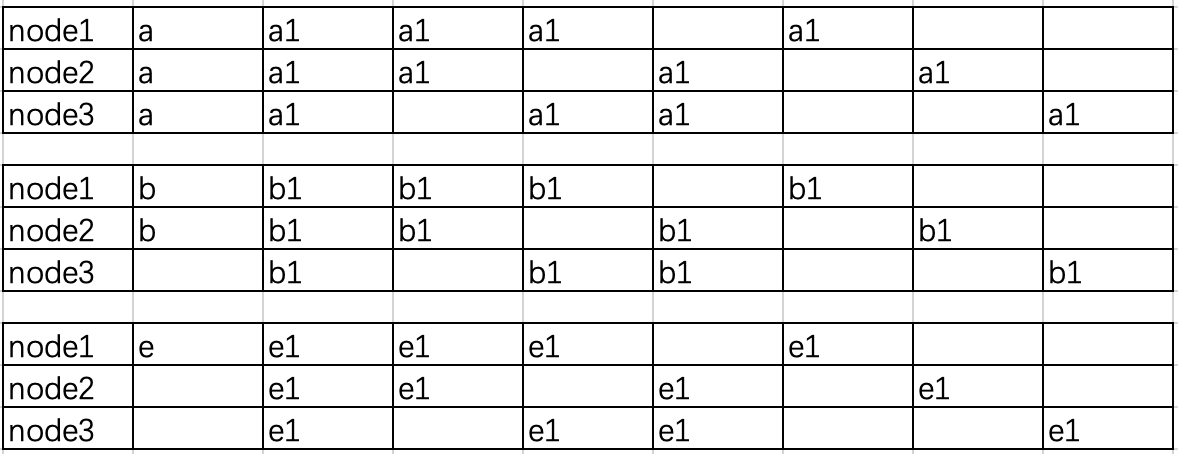 node1 a a1 a1 a1 a1
node2 a a1 a1 a1 a1
node3 a a1 a1 a1 a1
node1 b b1 b1 b1 b1
node2 b b1 b1 b1 b1
node3 b1 b1 b1 b1
node1 e e1 e1 e1 e1
node2 e1 e1 e1 e1
node3 e1 e1 e1 e1